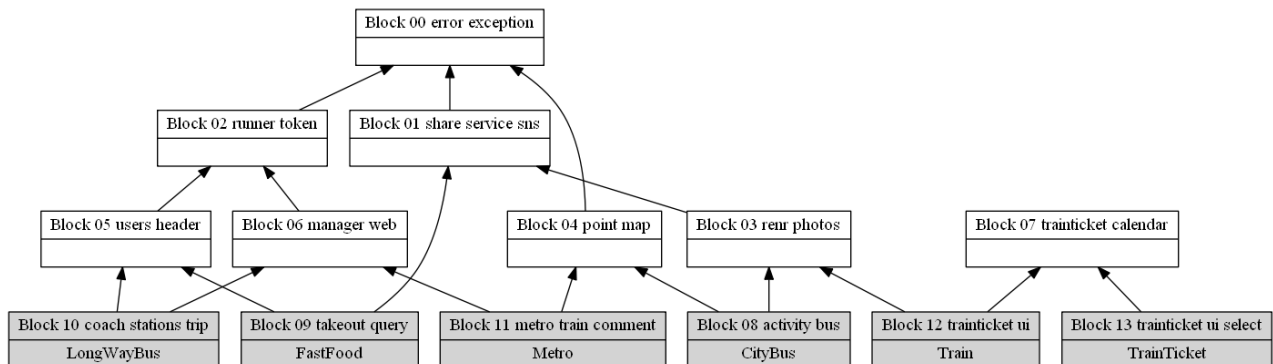 Block 00 error exception
Block 02 runner token
Block 01 share service sns
Block 05 users header
Block 06 manager web
Block 04 point map
Block 03 renr photos
Block 07 trainticket calendar
Block 10 coach stations trip
LongWayBus
Block 09 takeout query
FastFood
Block 11 metro train comment
Metro
Block 08 activity bus
CityBus
Block 12 trainticket ui
Train
Block 13 trainticket ui select
TrainTicket